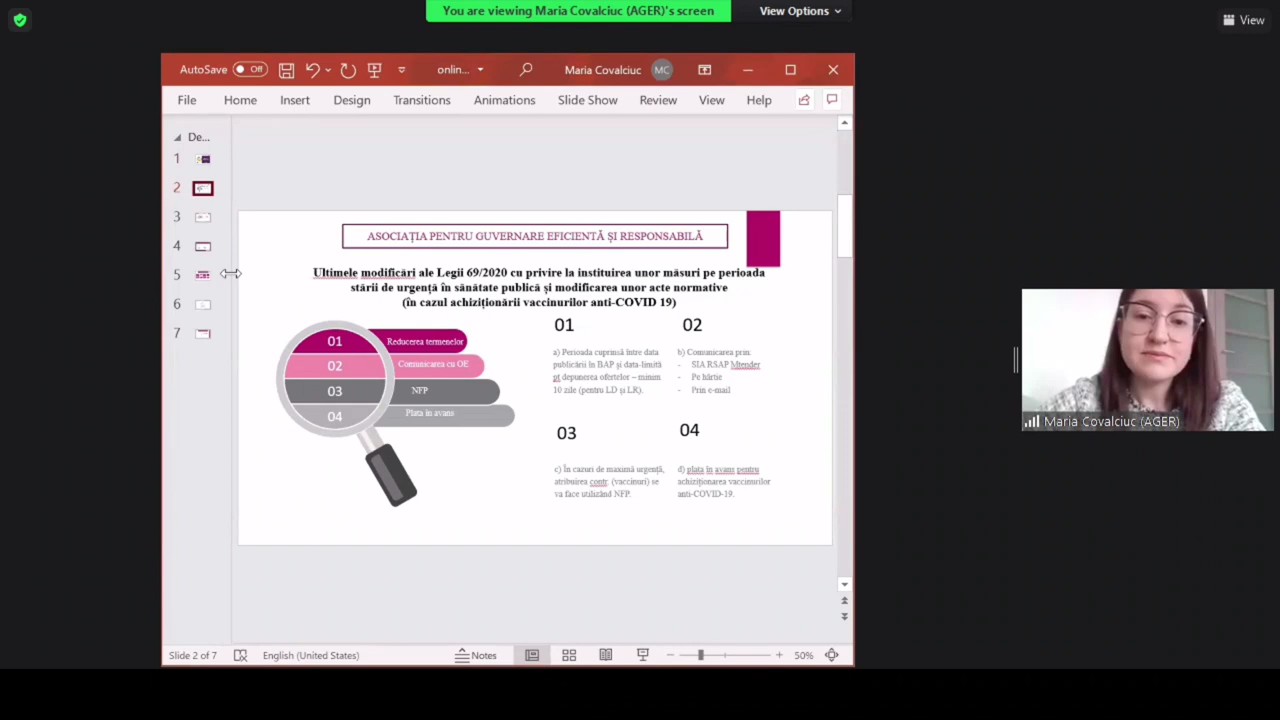 You are viewing Maria Covalciuc (AGER)'s screen
View Options
View
AutoSave
Off
onlin...
Maria Covalciuc
MC
File
Home
Insert
Design
Transitions
Animations
Slide Show
Review
View
Help
De...
1
2
3
4
5
6
7
ASOCIAȚIA PENTRU GUVERNARE EFICIENTĂ ȘI RESPONSABILĂ
Ultimele modificări ale Legii 69/2020 cu privire la instituirea unor măsuri pe perioada
stării de urgență în sănătate publică și modificarea unor acte normative
(în cazul achiziționării vaccinurilor anti-COVID 19)
01 Reducerea termenelor
02 Comunicarea cu OE
03 NFP
04 Plata în avans
01
a) Perioada cuprinsă între data
publicării în BAP și data-limită
pt depunerea ofertelor – minim
10 zile (pentru LD și LR).
02
b) Comunicarea prin:
- SIA RSAP Mtender
- Pe hârtie
- Prin e-mail
03
c) În cazuri de maximă urgență,
atribuirea contr. (vaccinuri) se
va face utilizând NFP.
04
d) plata în avans pentru
achiziționarea vaccinurilor
anti-COVID-19.
Maria Covalciuc (AGER)
Slide 2 of 7
English (United States)
Notes
50%